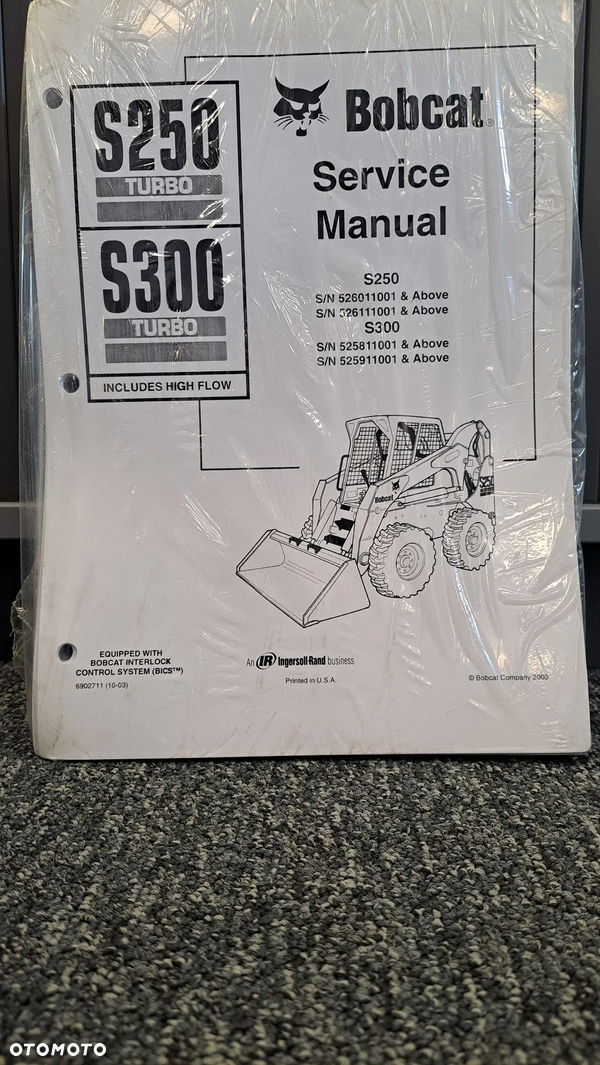 S250
TURBO
S300
TURBO
INCLUDES HIGH FLOW
Bobcat®
Service
Manual
S250
S/N 526011001 & Above
S/N 526111001 & Above
S300
S/N 525811001 & Above
S/N 525911001 & Above
Bobcat
EQUIPPED WITH
BOBCAT INTERLOCK
CONTROL SYSTEM (BICS™)
6902711 (10-03)
An IR Ingersoll-Rand business
Printed in U.S.A.
© Bobcat Company 2003
OTOMOTO